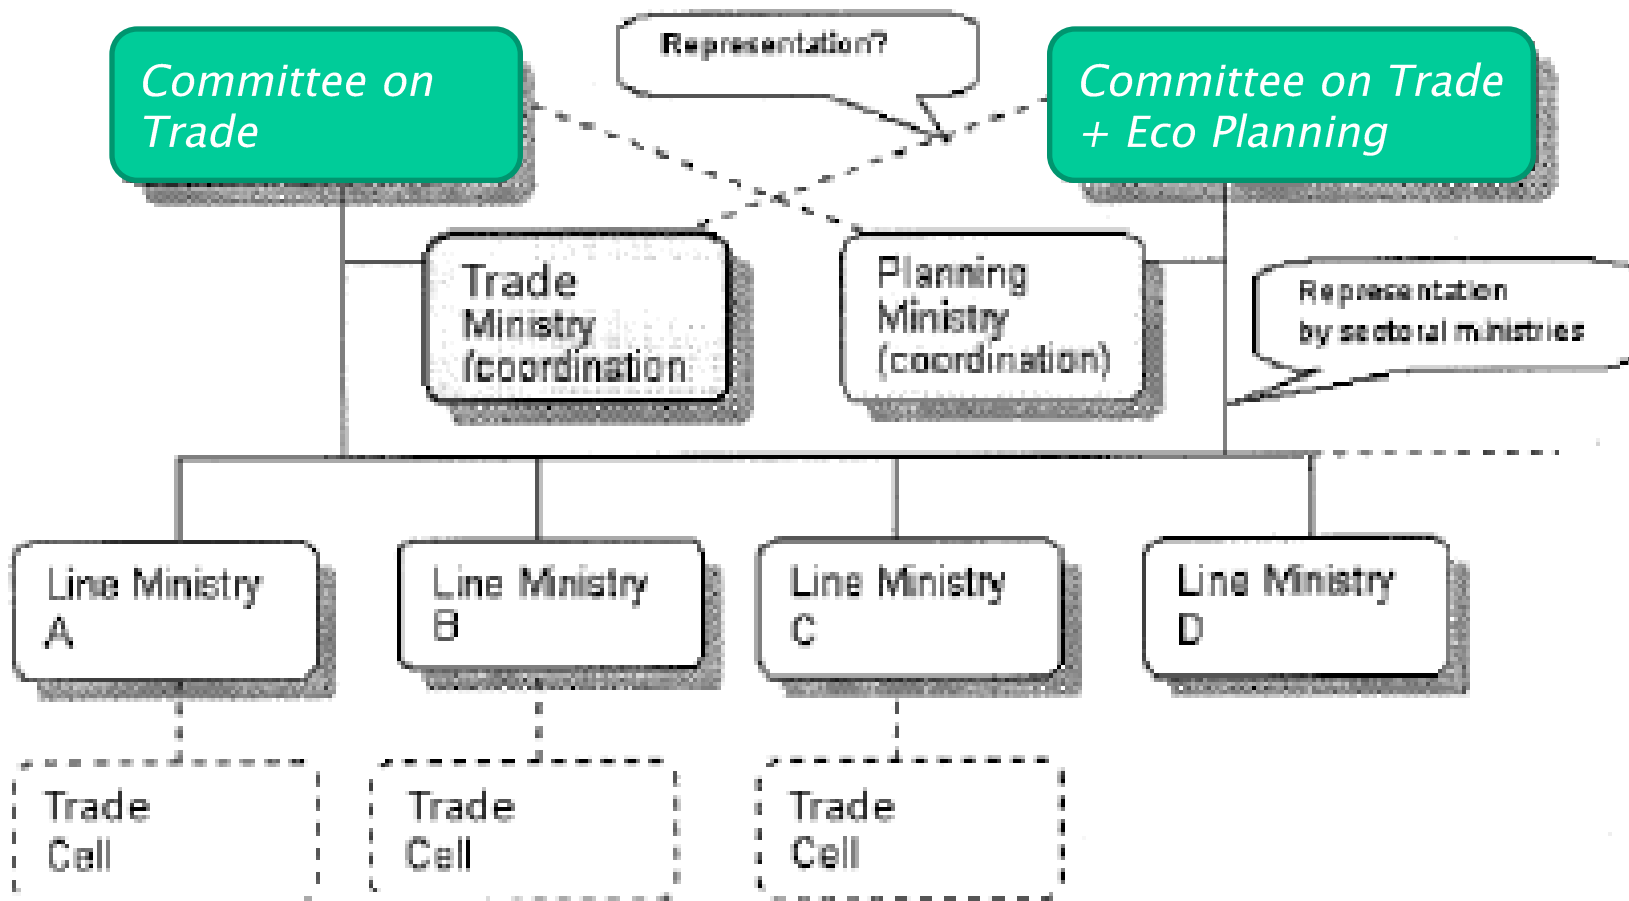 Representation?
Committee on
Trade
Committee on Trade
+ Eco Planning
Trade
Ministry
(coordination
Planning
Ministry
(coordination)
Representation
by sectoral ministries
Line Ministry
A
Line Ministry
B
Line Ministry
C
Line Ministry
D
Trade
Cell
Trade
Cell
Trade
Cell